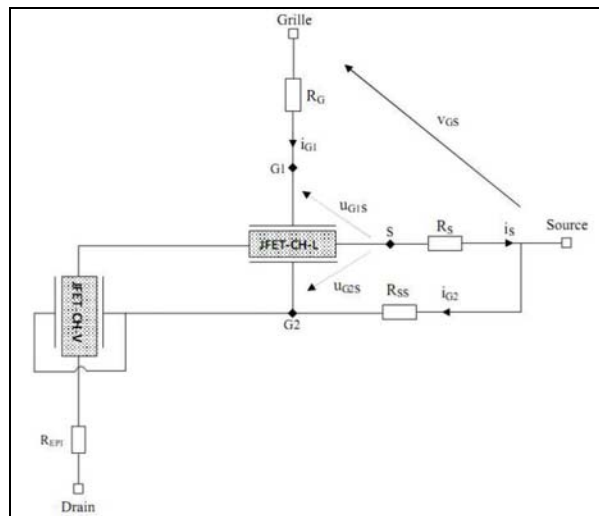 Grille
R_G
v_GS
i_G1
G1
u_G1S
S
R_S
i_S
Source
JFET-CH-L
u_G2S
R_SS
i_G2
G2
JFET-CH-V
R_EPI
Drain